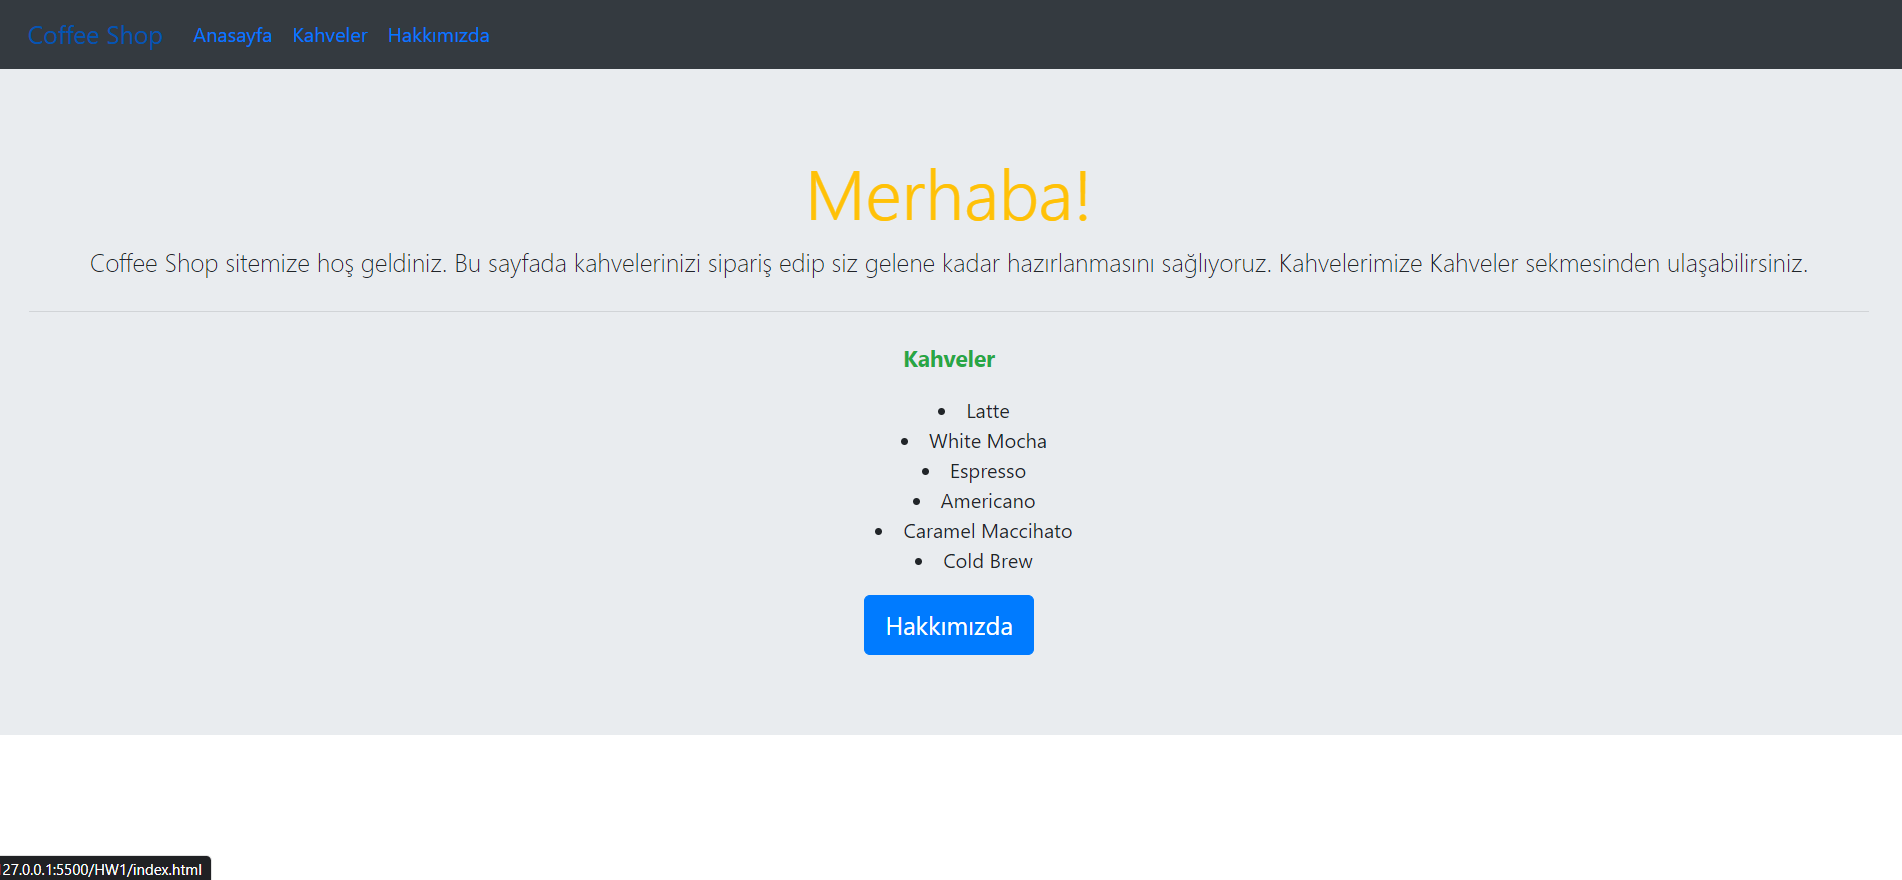 Coffee Shop Anasayfa Kahveler Hakkımızda
Merhaba!
Coffee Shop sitemize hoş geldiniz. Bu sayfada kahvelerinizi sipariş edip siz gelene kadar hazırlanmasını sağlıyoruz. Kahvelerimize Kahveler sekmesinden ulaşabilirsiniz.
Kahveler
• Latte
• White Mocha
• Espresso
• Americano
• Caramel Maccihato
• Cold Brew
Hakkımızda
27.0.0.1:5500/HW1/index.html